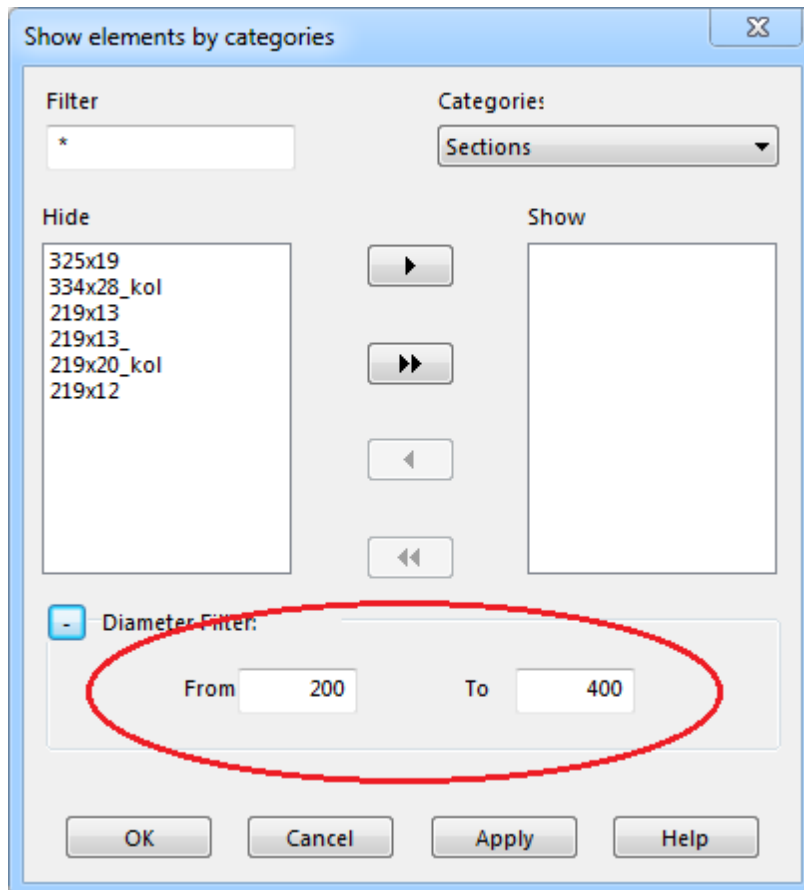 Show elements by categories
Filter
Categories
*
Sections
Hide
Show
325x19
334x28_kol
219x13
219x13_
219x20_kol
219x12
- Diameter Filter:
From 200 To 400
OK Cancel Apply Help